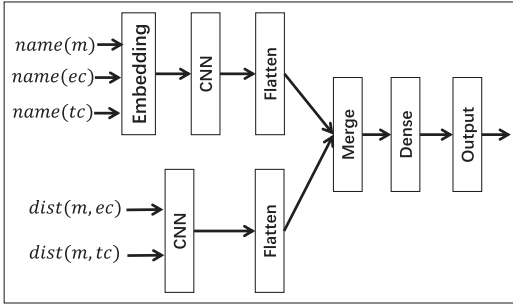 name(m)
name(ec)
name(tc)
Embedding
CNN
Flatten
dist(m, ec)
dist(m, tc)
CNN
Flatten
Merge
Dense
Output